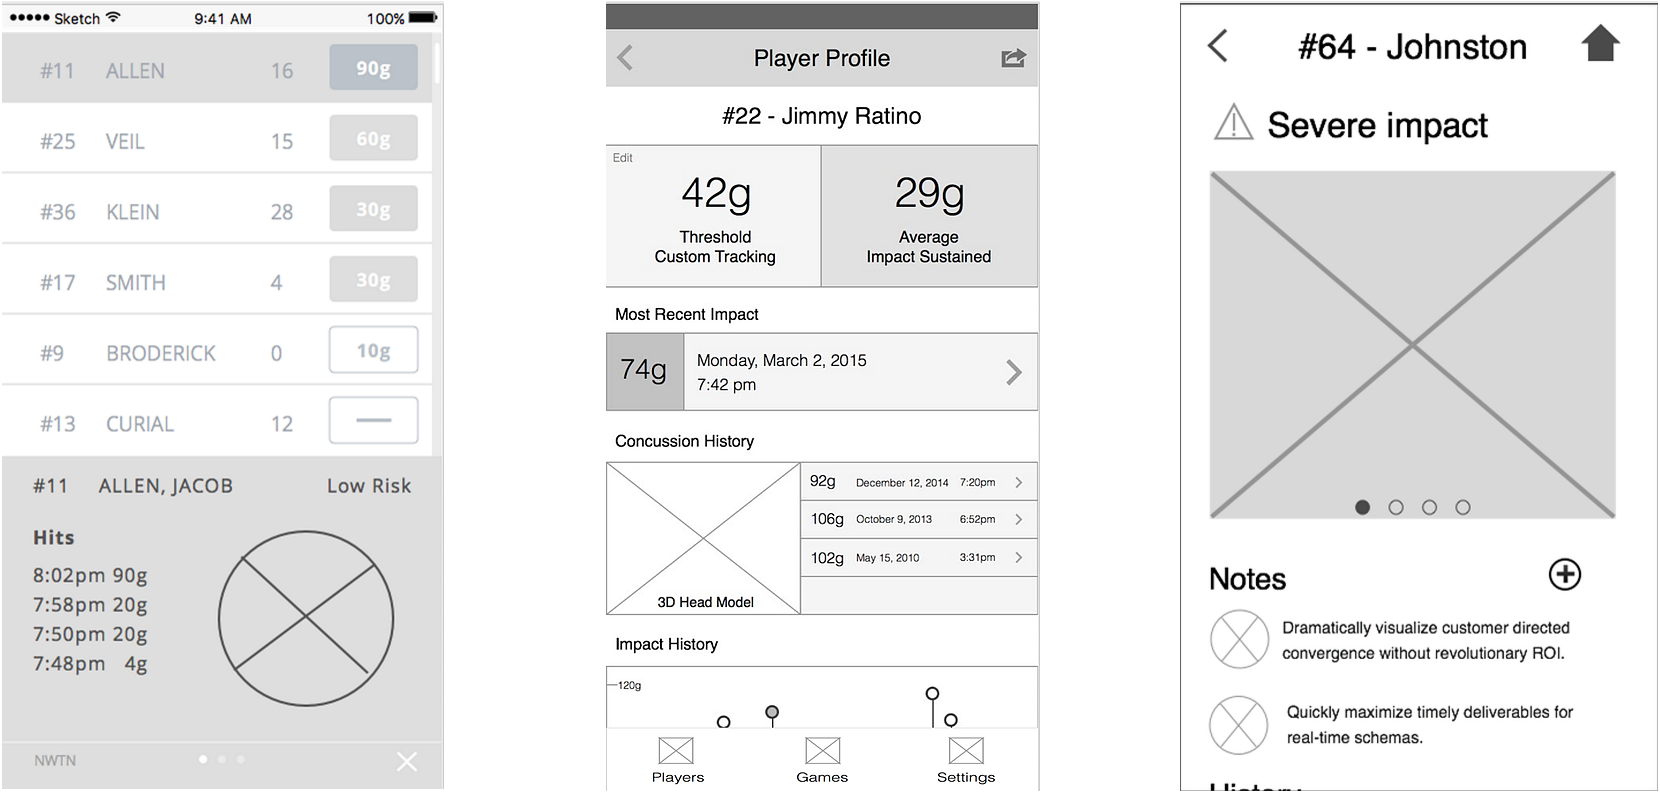 ●●●●● Sketch 9:41 AM 100%
#11 ALLEN 16 90g
#25 VEIL 15 60g
#36 KLEIN 28 30g
#17 SMITH 4 30g
#9 BRODERICK 0 10g
#13 CURIAL 12 —
#11 ALLEN, JACOB Low Risk
Hits
8:02pm 90g
7:58pm 20g
7:50pm 20g
7:48pm 4g
NWTN
Player Profile
#22 - Jimmy Ratino
Edit
42g
Threshold
Custom Tracking
29g
Average
Impact Sustained
Most Recent Impact
74g
Monday, March 2, 2015
7:42 pm
Concussion History
3D Head Model
92g December 12, 2014 7:20pm
106g October 9, 2013 6:52pm
102g May 15, 2010 3:31pm
Impact History
120g
Players Games Settings
#64 - Johnston
Severe impact
Notes
Dramatically visualize customer directed
convergence without revolutionary ROI.
Quickly maximize timely deliverables for
real-time schemas.
History